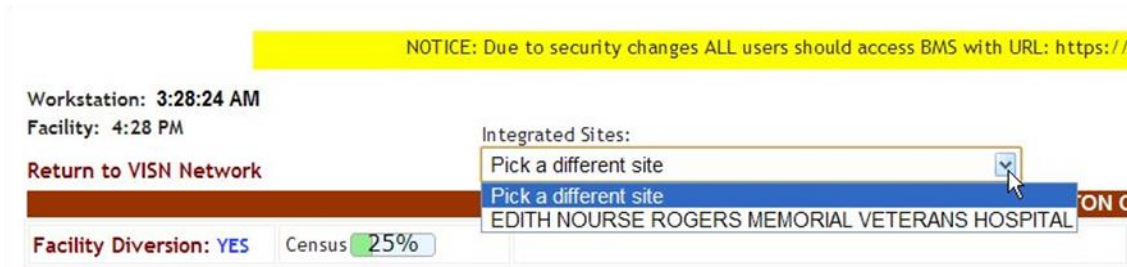 NOTICE: Due to security changes ALL users should access BMS with URL: https://
Workstation: 3:28:24 AM
Facility: 4:28 PM
Integrated Sites:
Pick a different site
Return to VISN Network
Pick a different site
EDITH NOURSE ROGERS MEMORIAL VETERANS HOSPITAL
Facility Diversion: YES
Census 25%